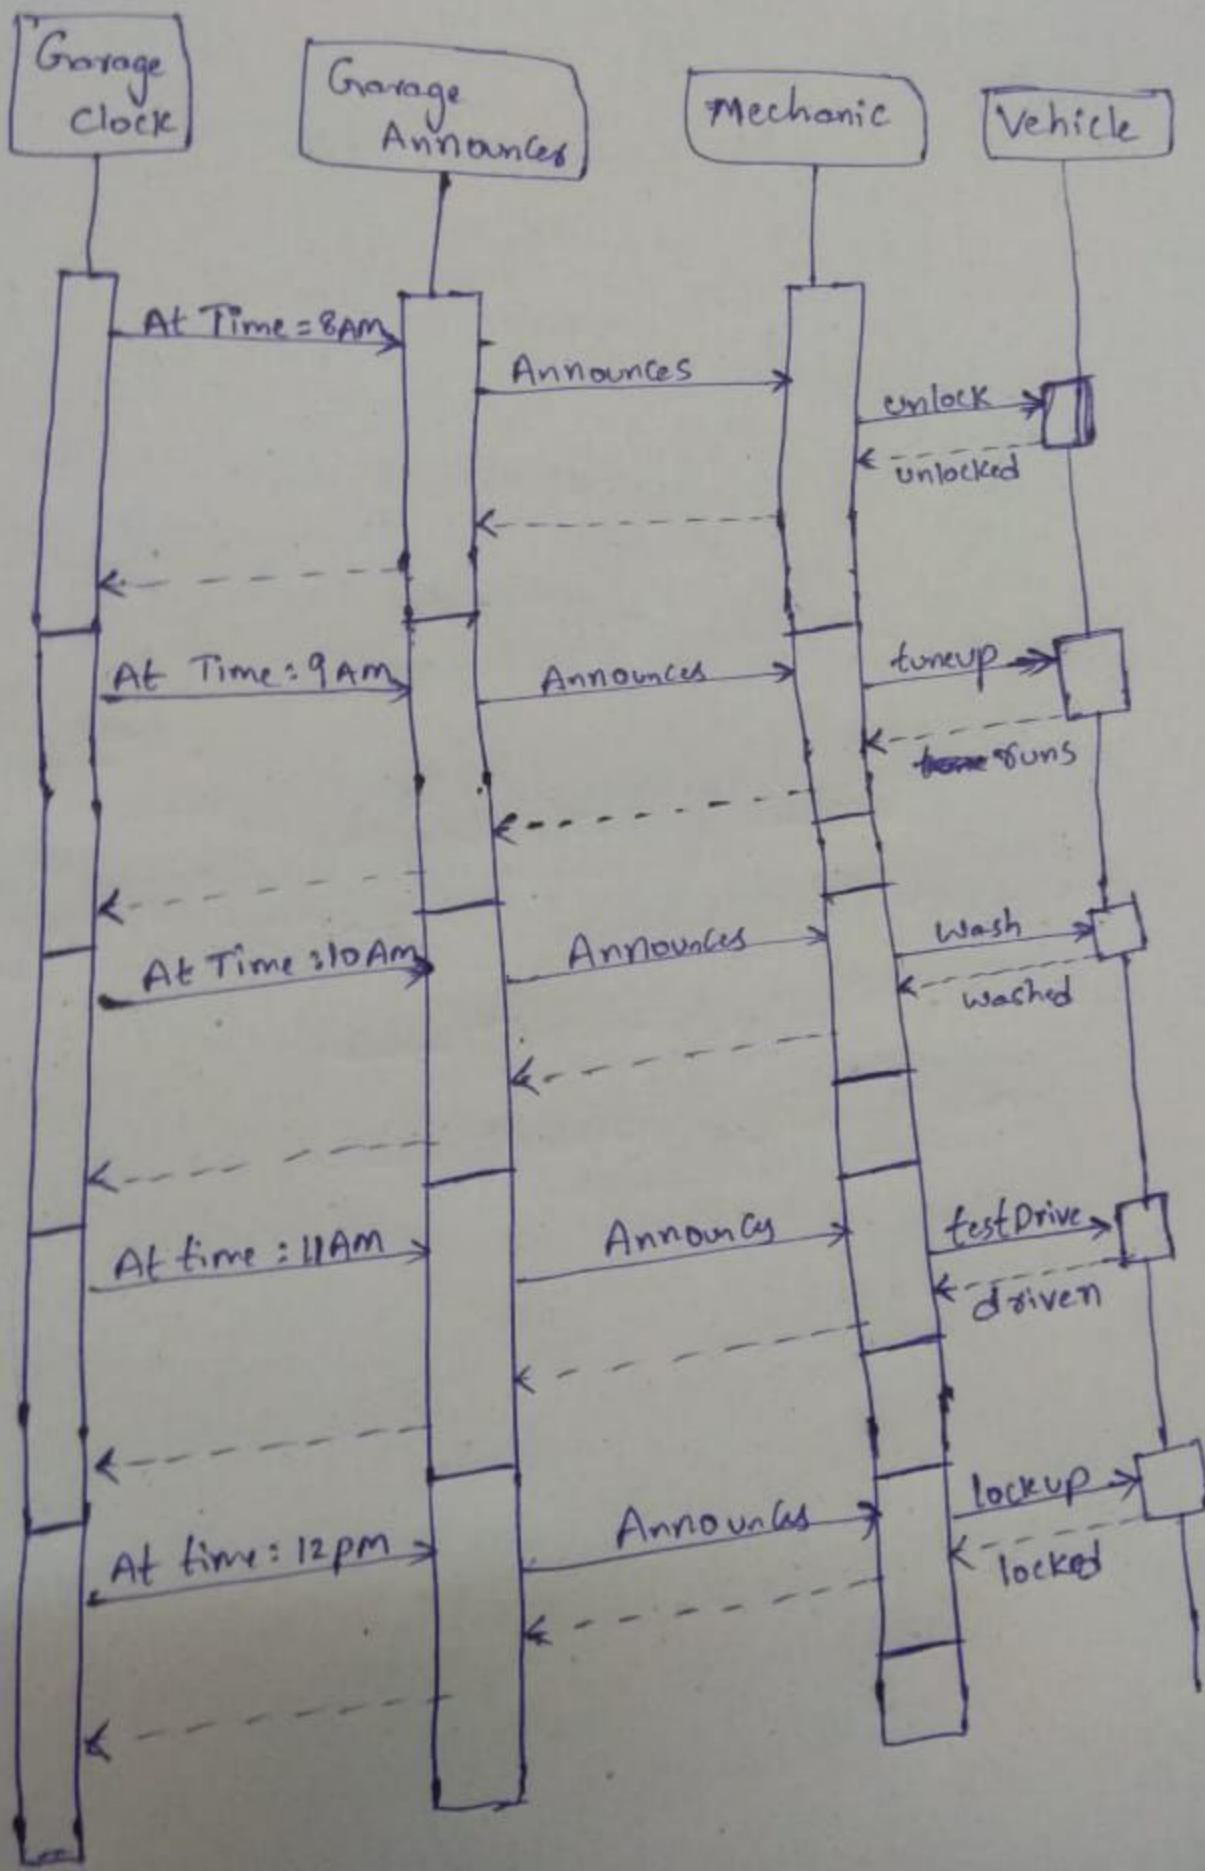 Garage
Clock
Garage
Announces
Mechanic
Vehicle
At Time = 8AM
Announces
unlock
unlocked
At Time : 9AM
Announces
tuneup
runs
At Time : 10AM
Announces
wash
washed
At time : 11AM
Announces
testDrive
driven
At time : 12pm
Announces
lockup
locked